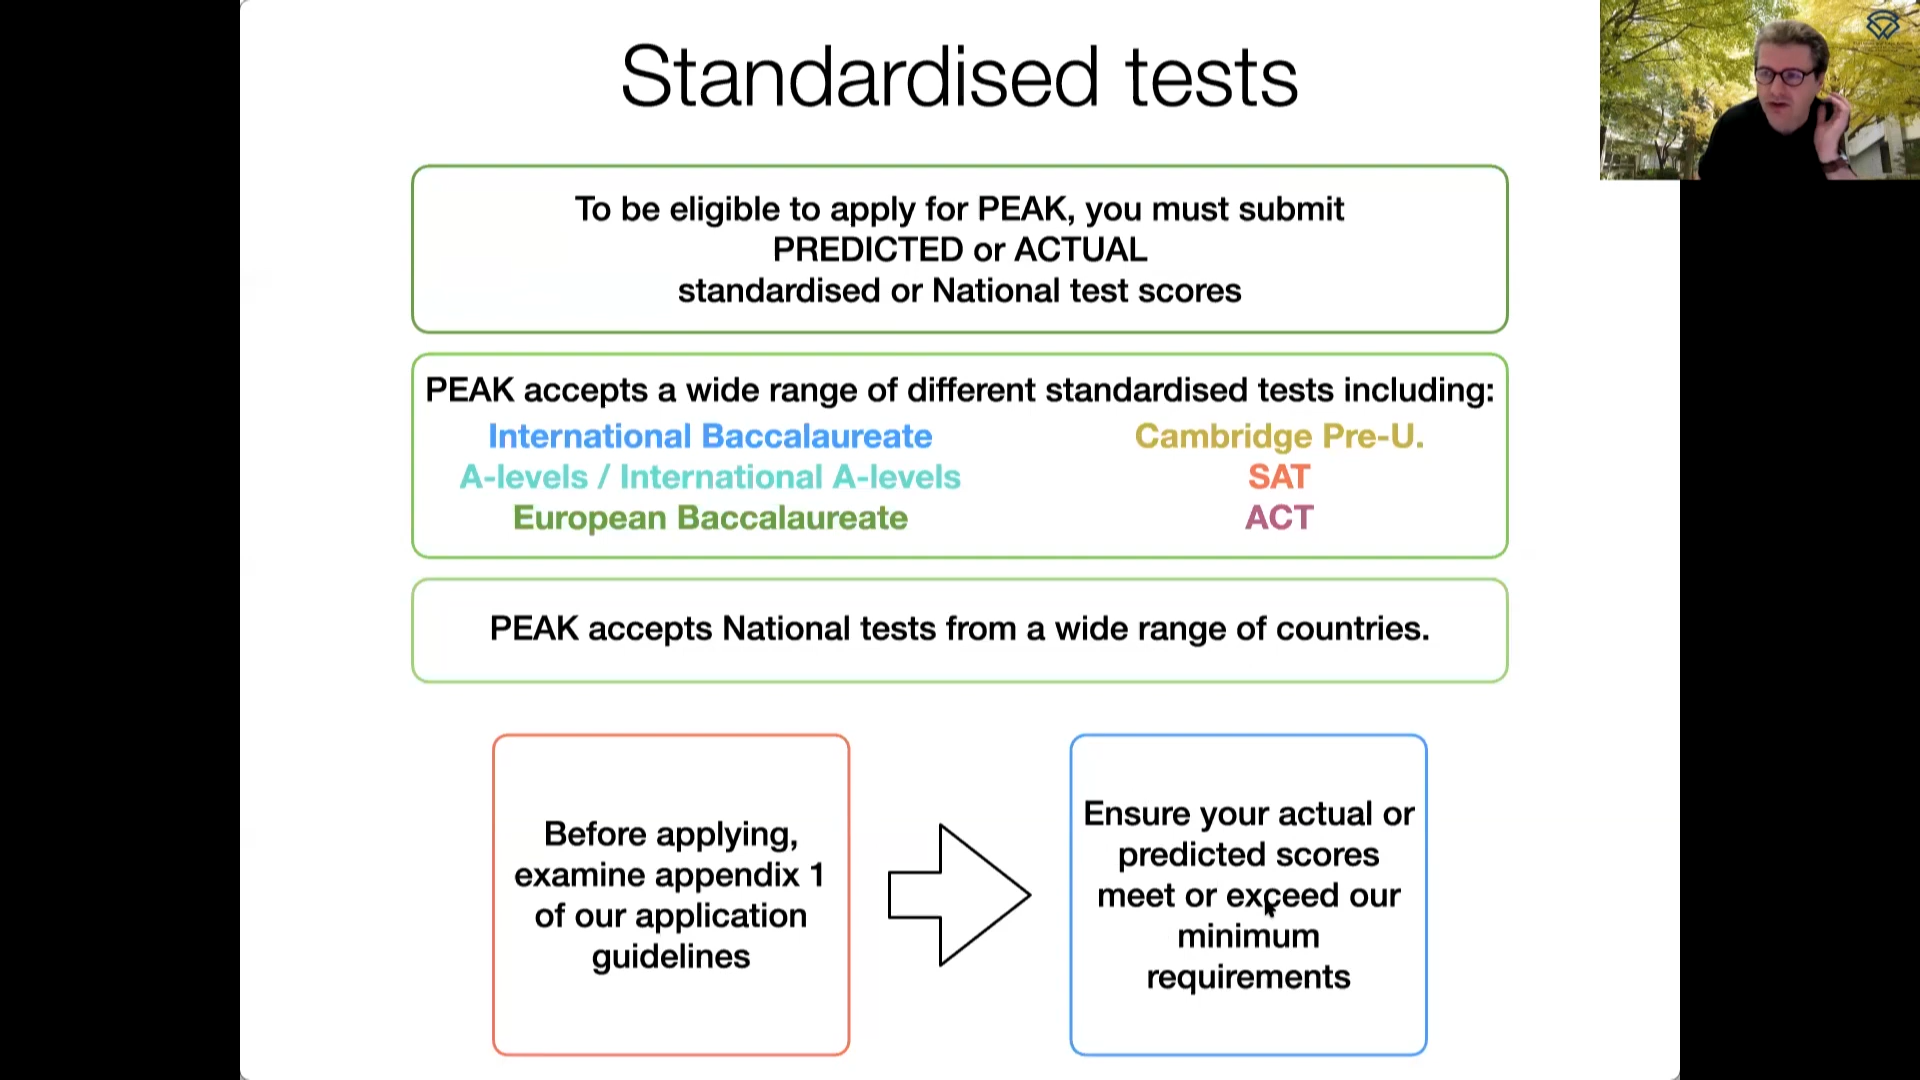 Standardised tests
To be eligible to apply for PEAK, you must submit
PREDICTED or ACTUAL
standardised or National test scores
PEAK accepts a wide range of different standardised tests including:
International Baccalaureate
A-levels / International A-levels
European Baccalaureate
Cambridge Pre-U.
SAT
ACT
PEAK accepts National tests from a wide range of countries.
Before applying,
examine appendix 1
of our application
guidelines
Ensure your actual or
predicted scores
meet or exceed our
minimum
requirements